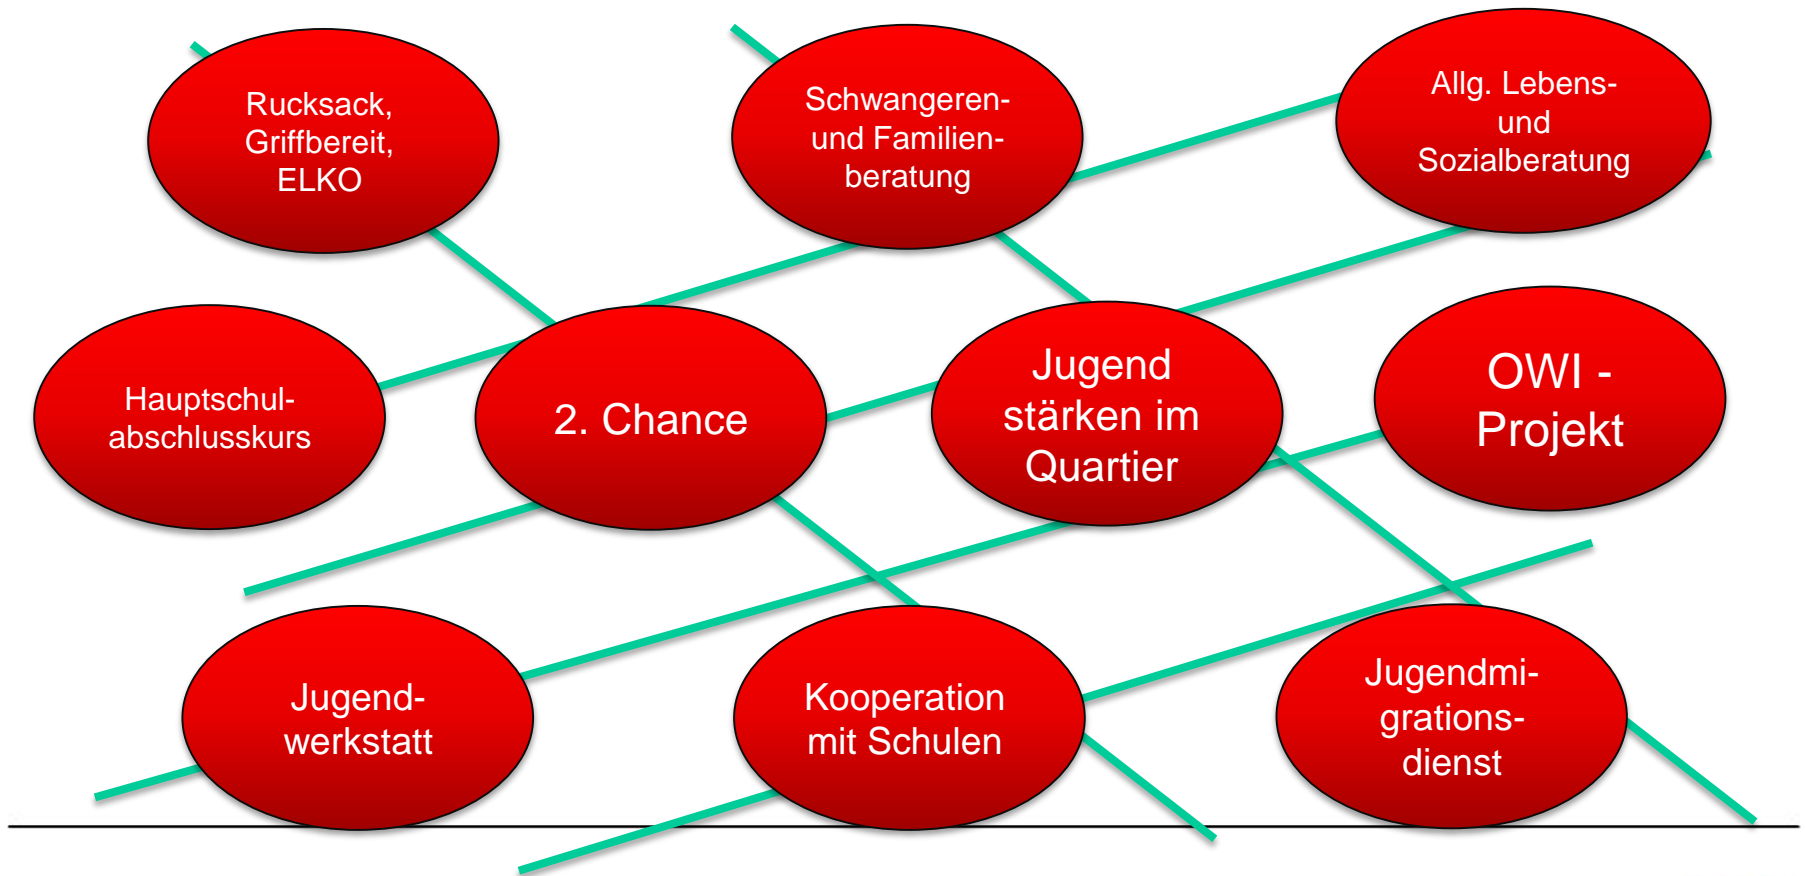 Rucksack,
Griffbereit,
ELKO
Schwangeren-
und Familien-
beratung
Allg. Lebens-
und
Sozialberatung
Hauptschul-
abschlusskurs
2. Chance
Jugend
stärken im
Quartier
OWI -
Projekt
Jugend-
werkstatt
Kooperation
mit Schulen
Jugendmi-
grations-
dienst